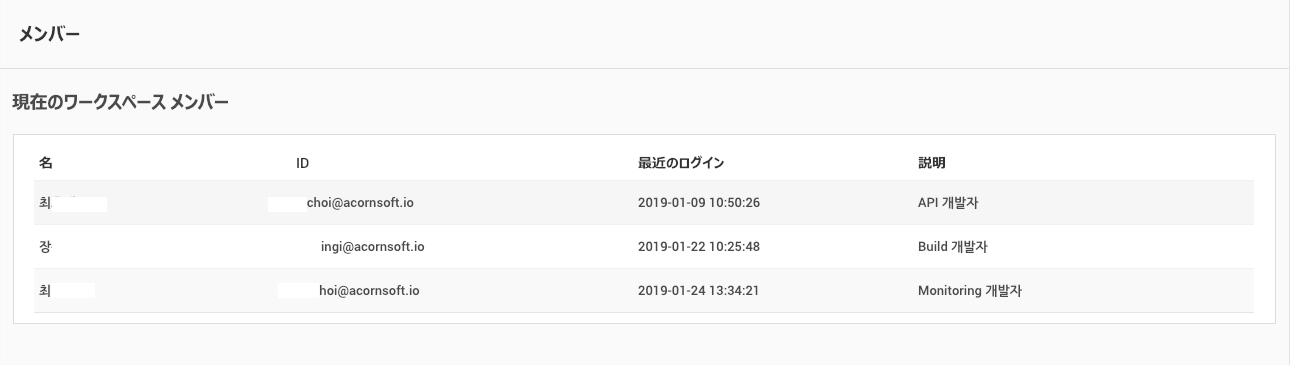 メンバー
現在のワークスペース メンバー
名 ID 最近のログイン 説明
최 choi@acornsoft.io 2019-01-09 10:50:26 API 개발자
장 ingi@acornsoft.io 2019-01-22 10:25:48 Build 개발자
최 hoi@acornsoft.io 2019-01-24 13:34:21 Monitoring 개발자